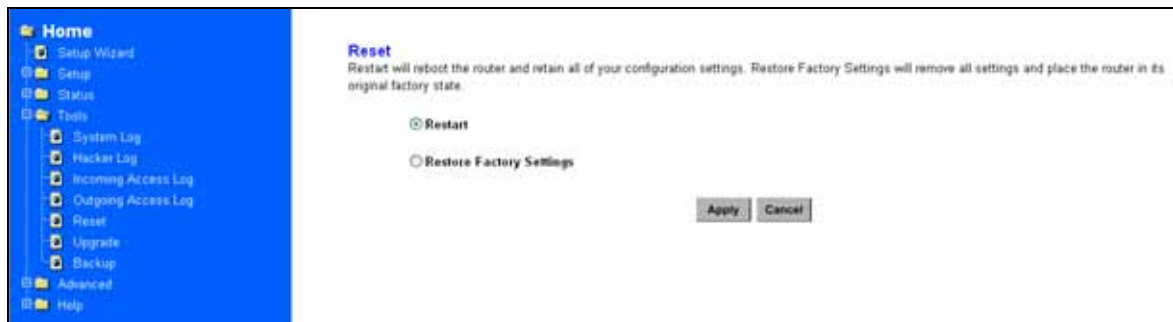 Home
Setup Wizard
Setup
Status
Tools
System Log
Hacker Log
Incoming Access Log
Outgoing Access Log
Reset
Upgrade
Backup
Advanced
Help
Reset
Restart will reboot the router and retain all of your configuration settings. Restore Factory Settings will remove all settings and place the router in its
original factory state.
Restart
Restore Factory Settings
Apply Cancel